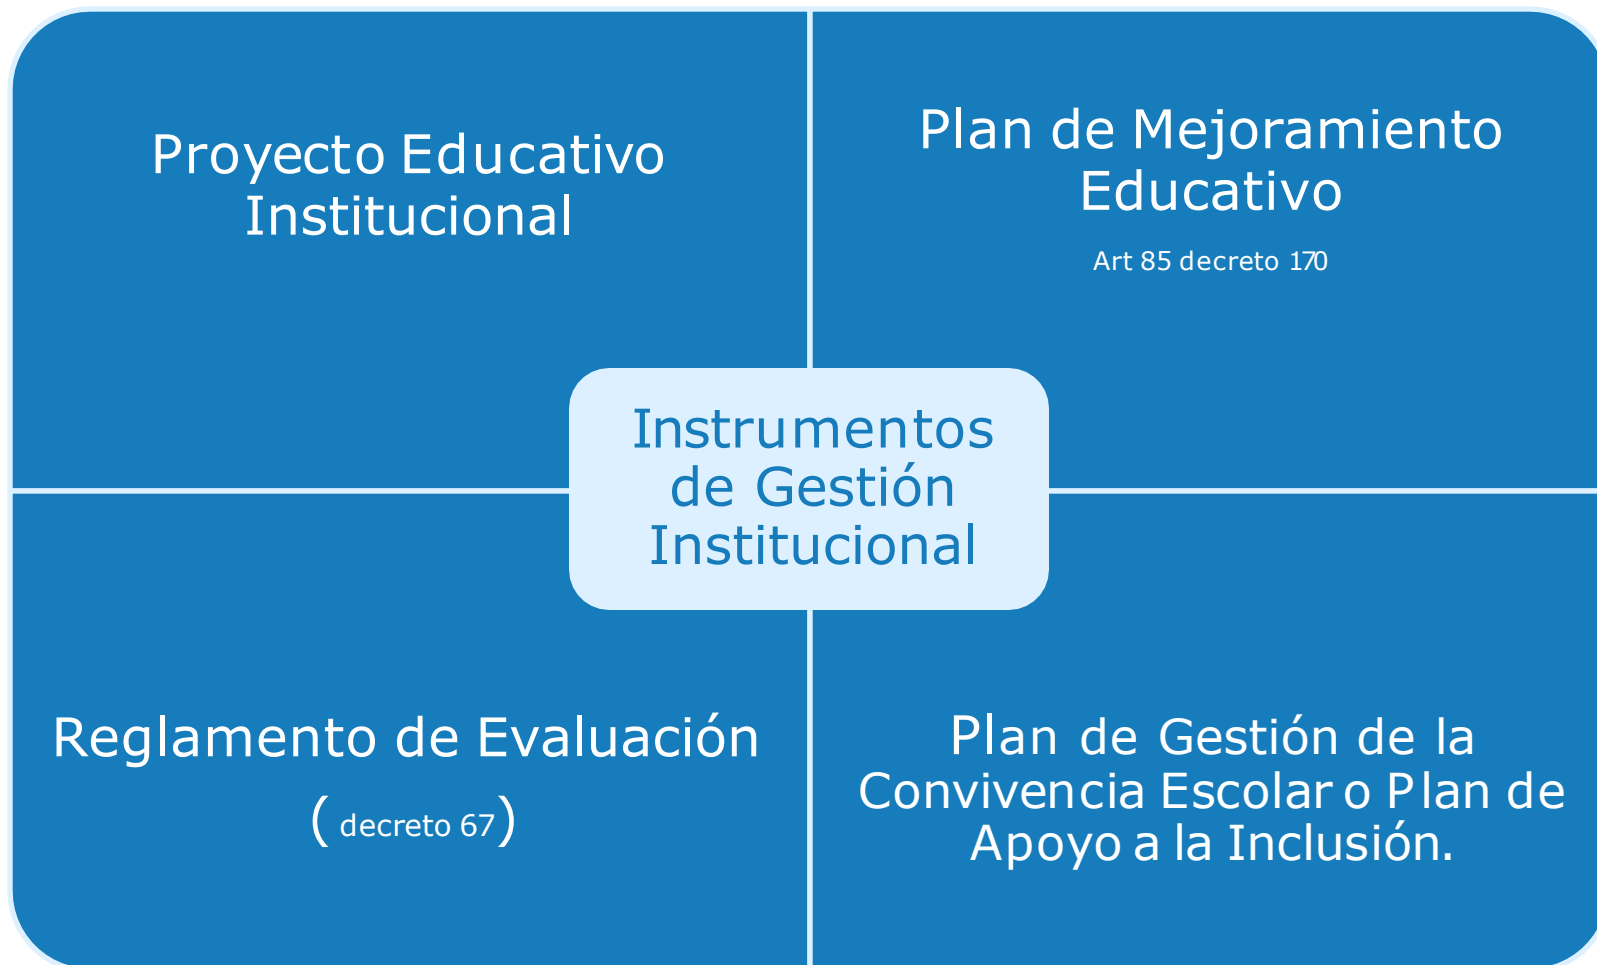 Proyecto Educativo
Institucional
Plan de Mejoramiento
Educativo
Art 85 decreto 170
Instrumentos
de Gestión
Institucional
Reglamento de Evaluación
( decreto 67)
Plan de Gestión de la
Convivencia Escolar o Plan de
Apoyo a la Inclusión.